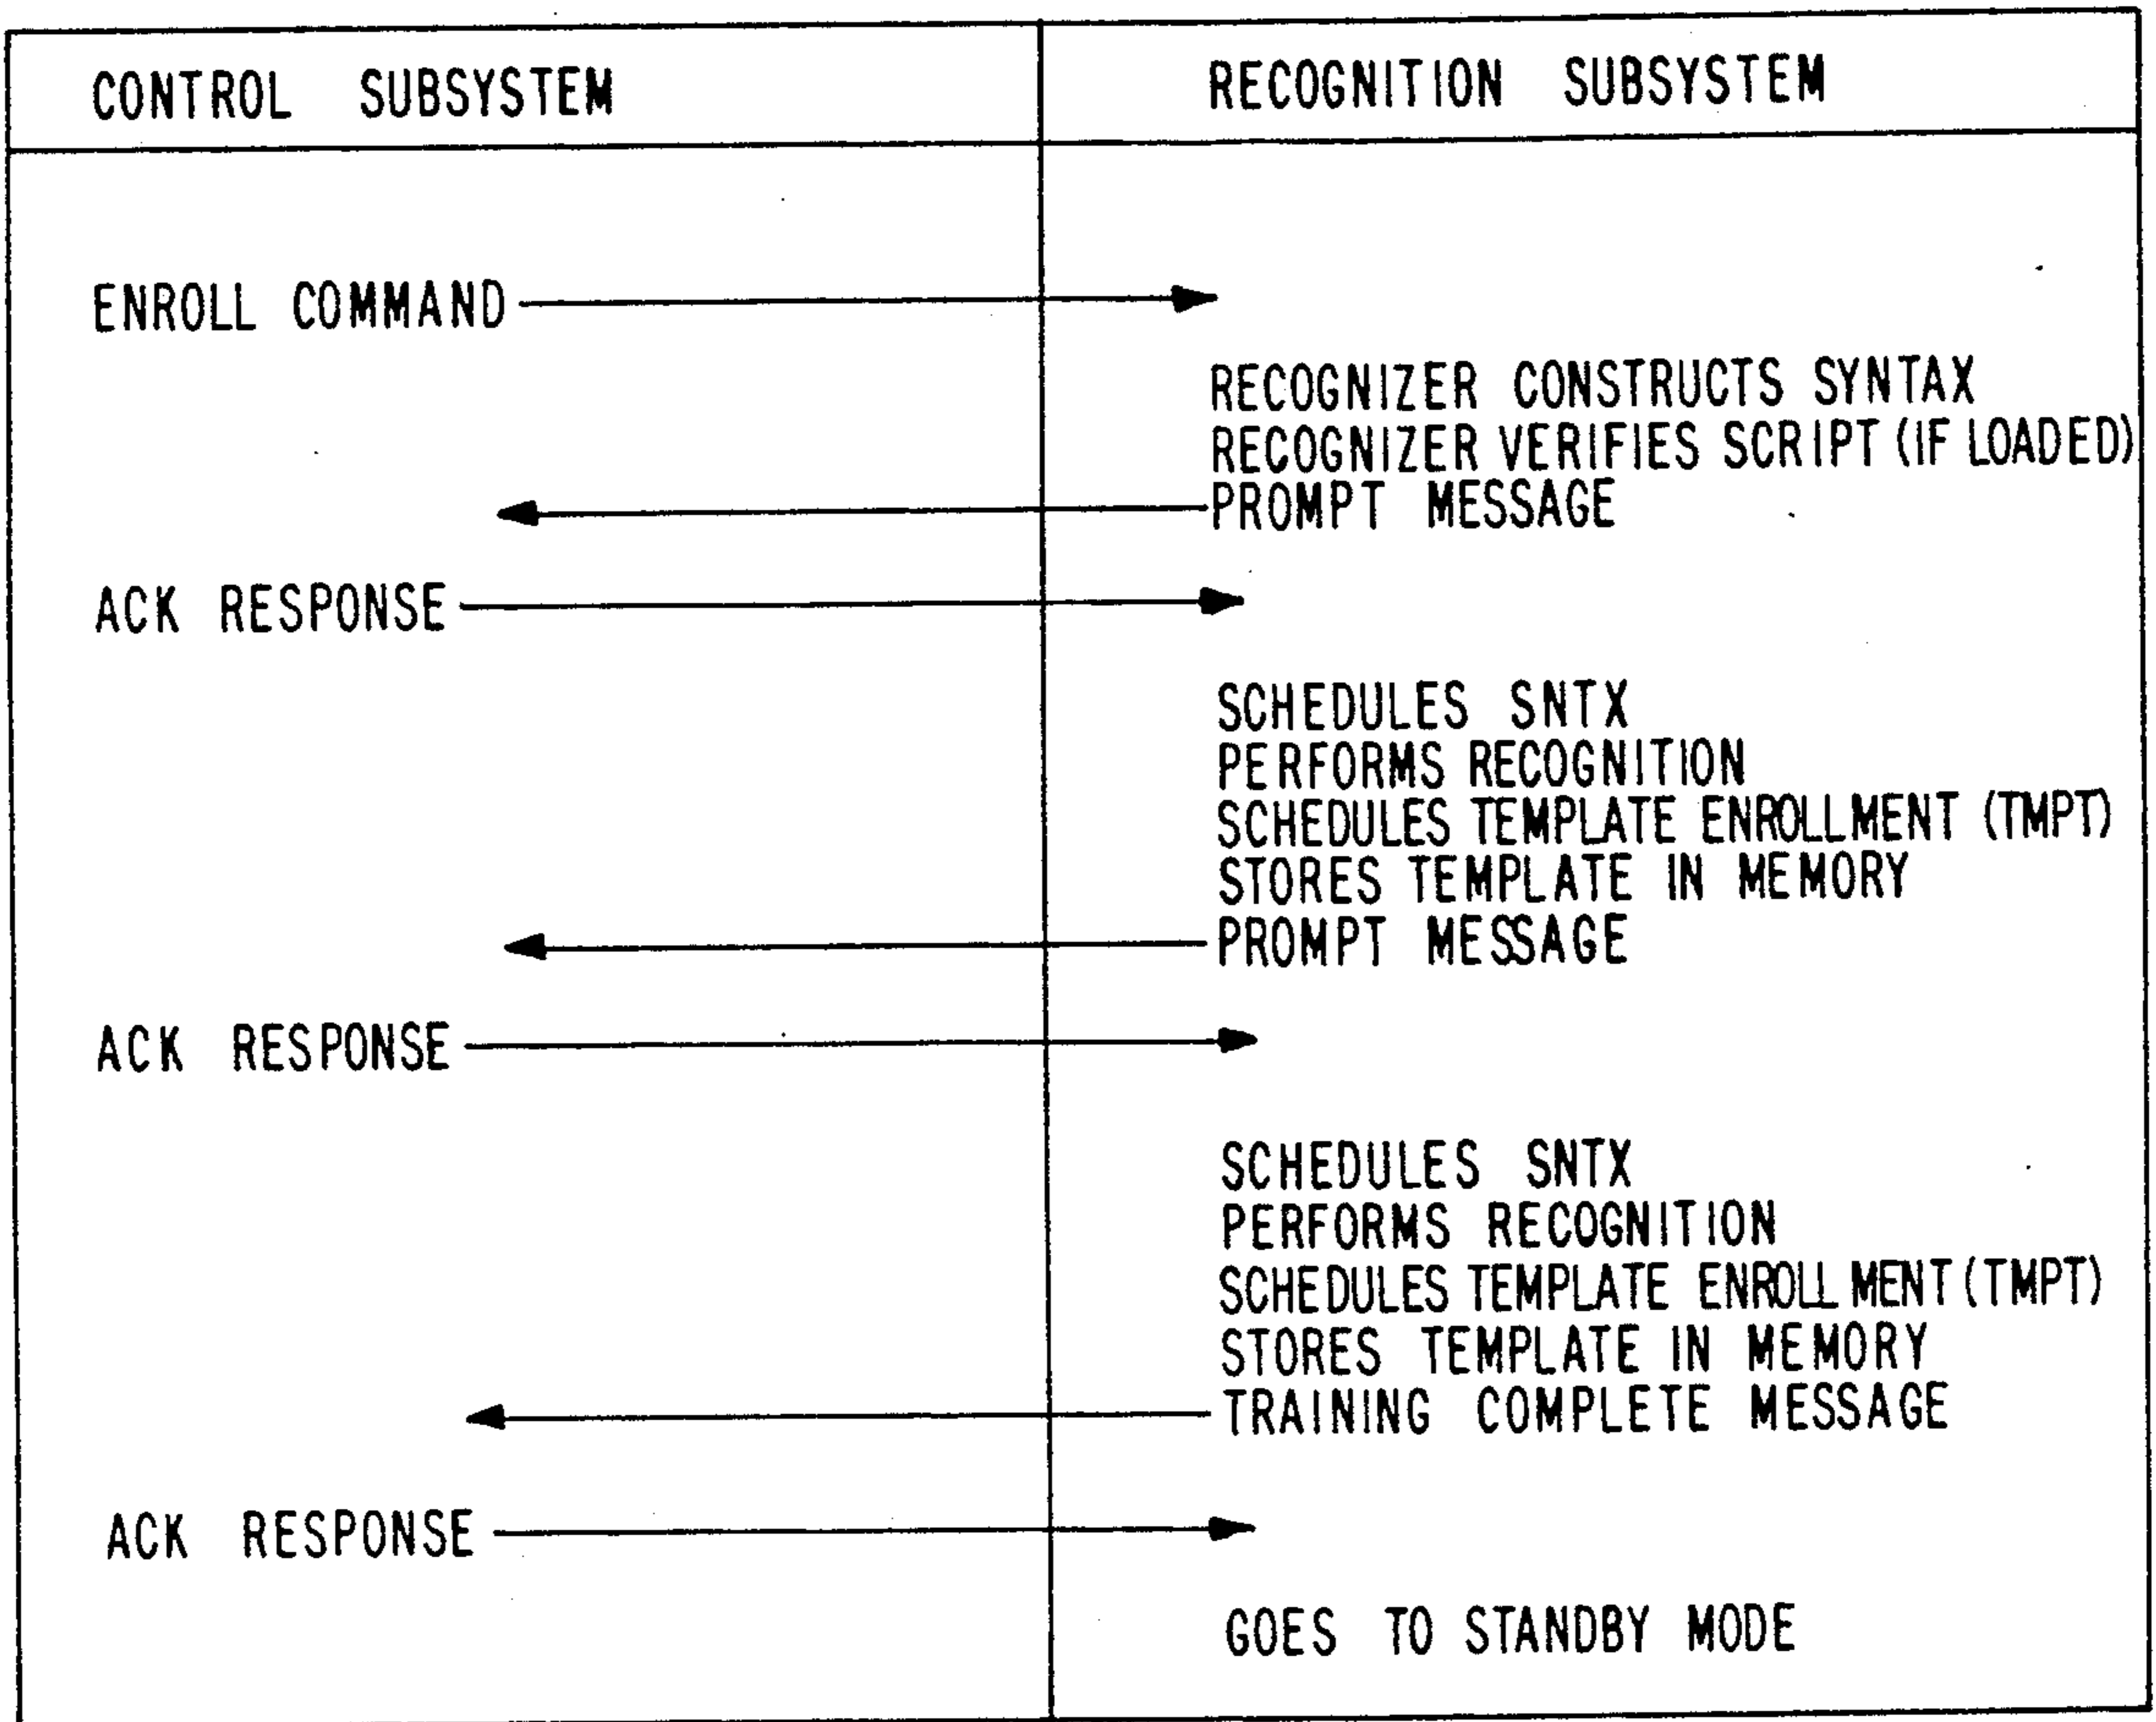 CONTROL SUBSYSTEM
RECOGNITION SUBSYSTEM
ENROLL COMMAND
RECOGNIZER CONSTRUCTS SYNTAX
RECOGNIZER VERIFIES SCRIPT (IF LOADED)
PROMPT MESSAGE
ACK RESPONSE
SCHEDULES SNTX
PERFORMS RECOGNITION
SCHEDULES TEMPLATE ENROLLMENT (TMPT)
STORES TEMPLATE IN MEMORY
PROMPT MESSAGE
ACK RESPONSE
SCHEDULES SNTX
PERFORMS RECOGNITION
SCHEDULES TEMPLATE ENROLLMENT (TMPT)
STORES TEMPLATE IN MEMORY
TRAINING COMPLETE MESSAGE
ACK RESPONSE
GOES TO STANDBY MODE